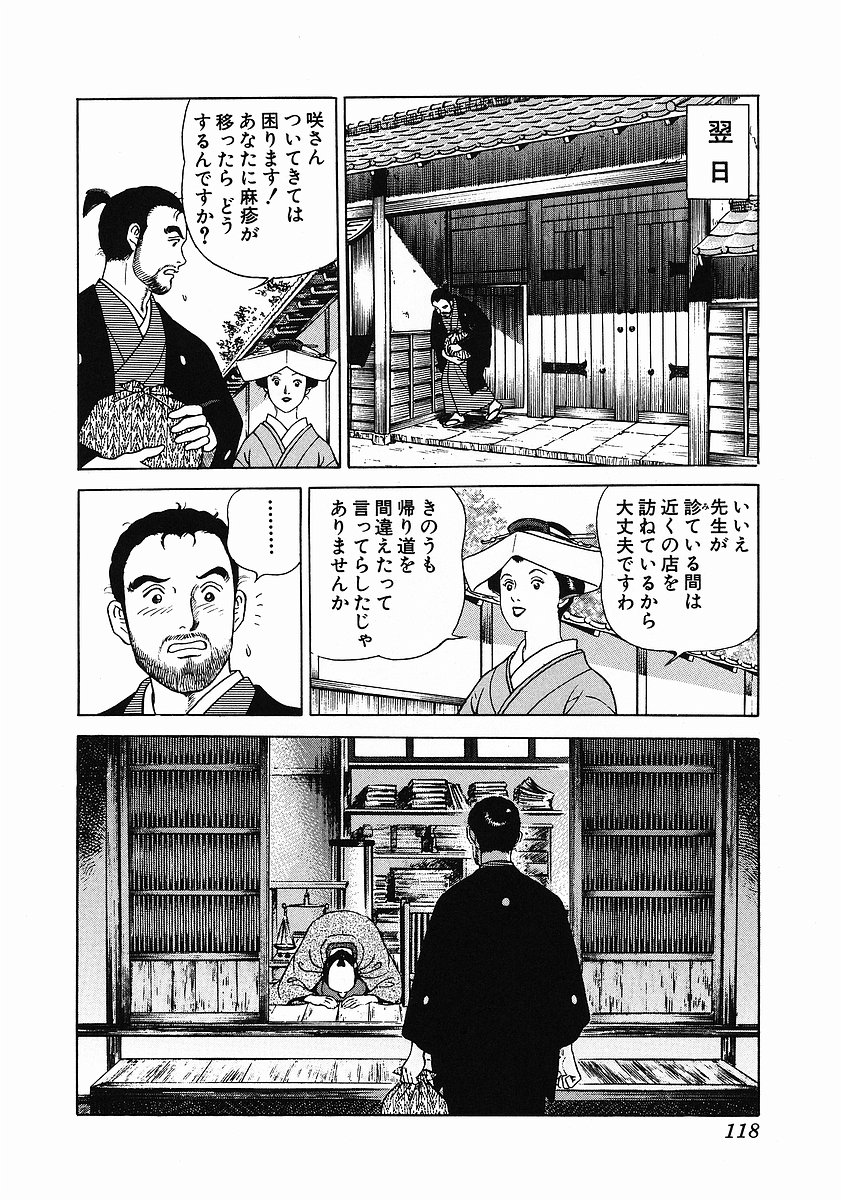 翌日
咲さん
ついてきては
困ります！
あなたに麻疹が
移ったら どう
するんですか？
いいえ
先生が
診ている間は
み
近くの店を
訪ねているから
大丈夫ですわ
きのうも
帰り道を
間違えたって
言ってらしたじゃ
ありませんか
………
118